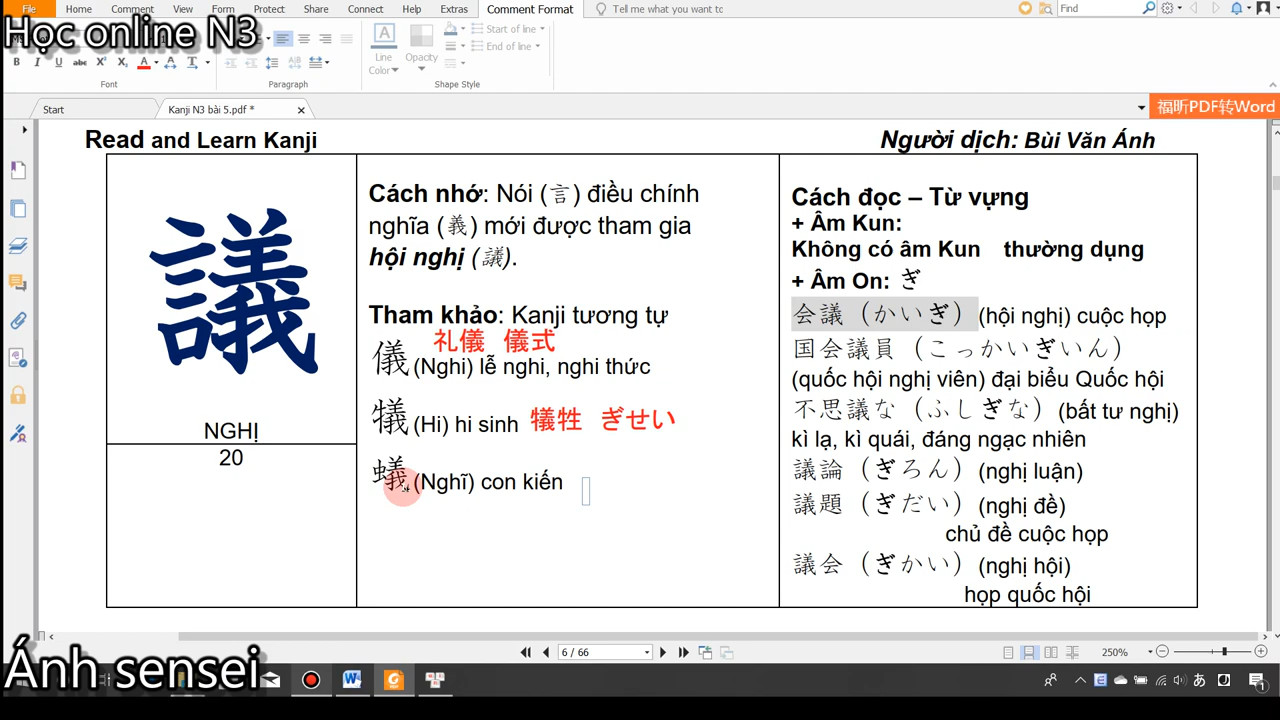 File Home Comment View Form Protect Share Connect Help Extras Comment Format Tell me what you want to Find
Học online N3
Line Color
Opacity
Start of line
End of line
Font Paragraph Shape Style
Start Kanji N3 bài 5.pdf * 福昕PDF转Word
Read and Learn Kanji Người dịch: Bùi Văn Ánh
議
NGHỊ
20
Cách nhớ: Nói (言) điều chính
nghĩa (義) mới được tham gia
hội nghị (議).
Tham khảo: Kanji tương tự
礼儀 儀式
儀 (Nghi) lễ nghi, nghi thức
犠 (Hi) hi sinh 犠牲 ぎせい
蟻 (Nghĩ) con kiến
Cách đọc – Từ vựng
+ Âm Kun:
Không có âm Kun thường dụng
+ Âm On: ぎ
会議（かいぎ）(hội nghị) cuộc họp
国会議員（こっかいぎいん）
(quốc hội nghị viên) đại biểu Quốc hội
不思議な（ふしぎな）(bất tư nghị)
kì lạ, kì quái, đáng ngạc nhiên
議論（ぎろん）(nghị luận)
議題（ぎだい）(nghị đề)
chủ đề cuộc họp
議会（ぎかい）(nghị hội)
họp quốc hội
6 / 66
250%
Ánh sensei
あ